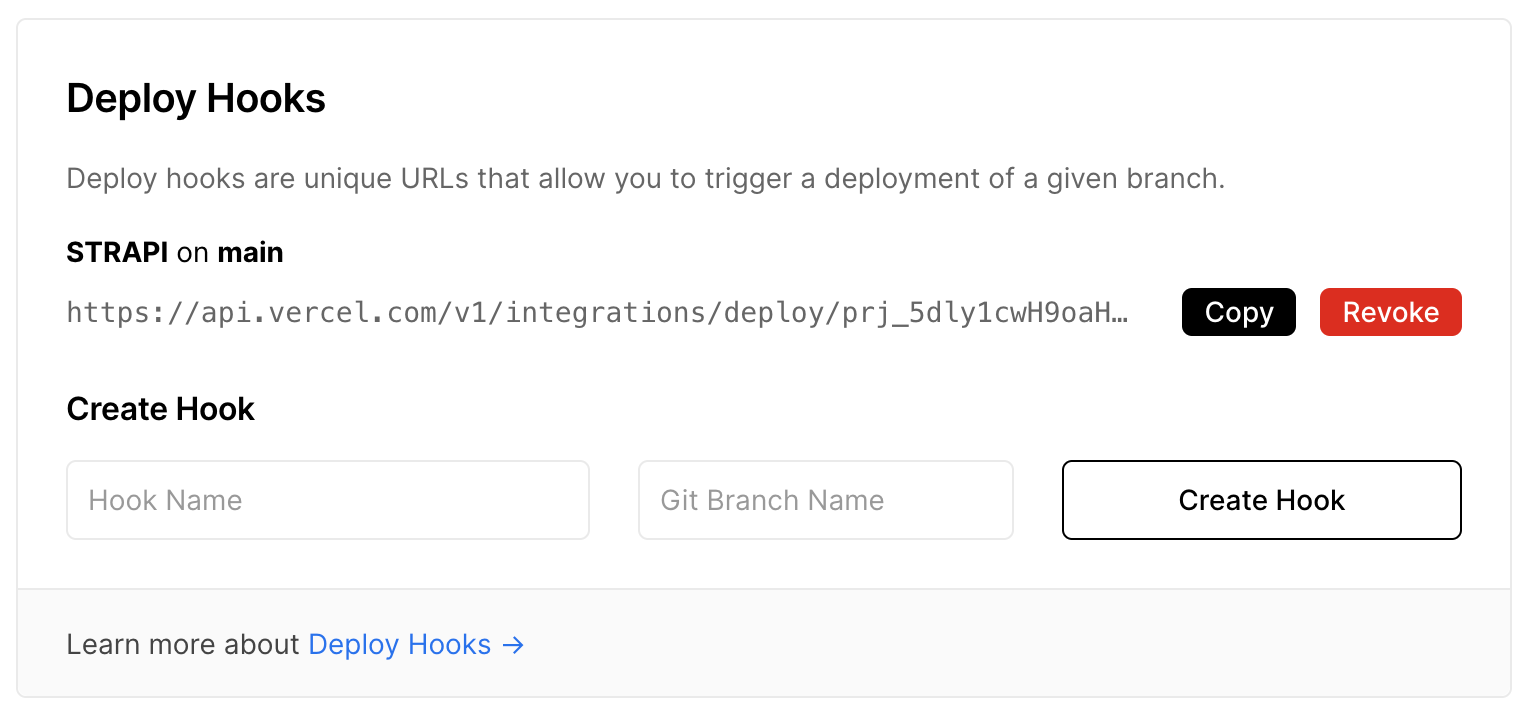 Deploy Hooks
Deploy hooks are unique URLs that allow you to trigger a deployment of a given branch.
STRAPI on main
https://api.vercel.com/v1/integrations/deploy/prj_5dly1cwH9oaH… Copy Revoke
Create Hook
Hook Name Git Branch Name Create Hook
Learn more about Deploy Hooks →